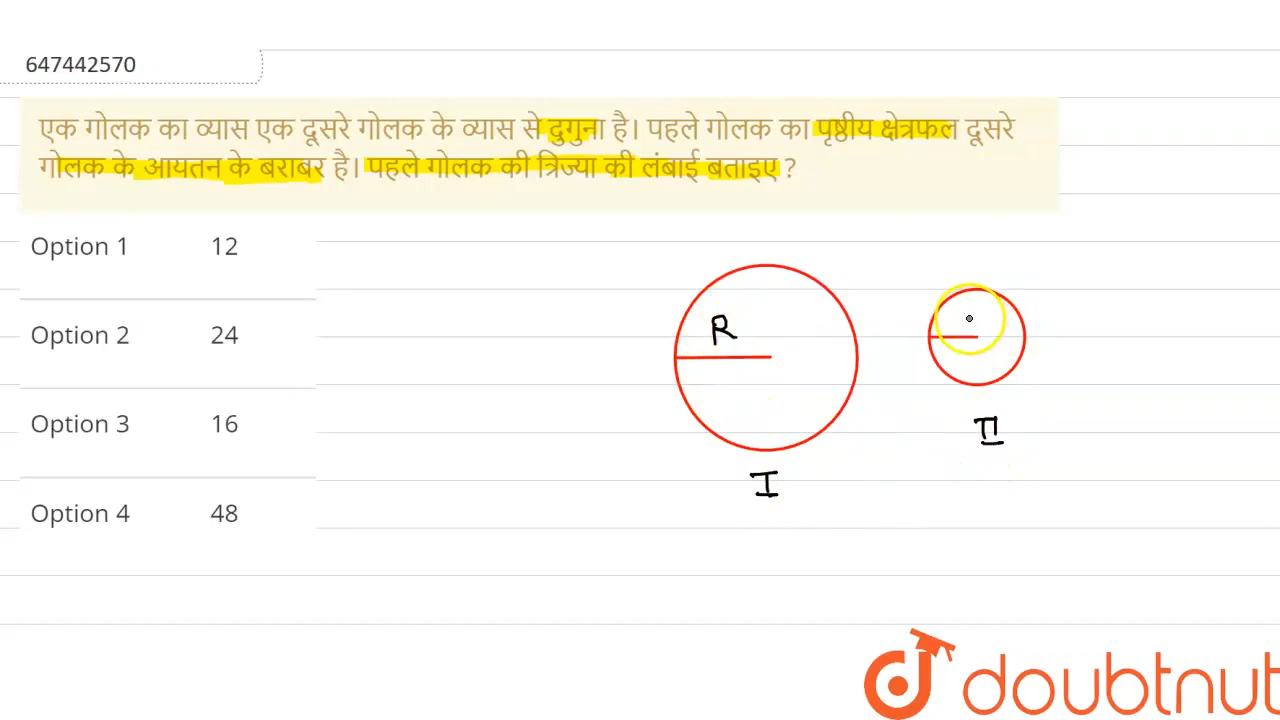 647442570
एक गोलक का व्यास एक दूसरे गोलक के व्यास से दुगुना है। पहले गोलक का पृष्ठीय क्षेत्रफल दूसरे
गोलक के आयतन के बराबर है। पहले गोलक की त्रिज्या की लंबाई बताइए ?
Option 1 12
Option 2 24
Option 3 16
Option 4 48
R
I
II
doubtnut